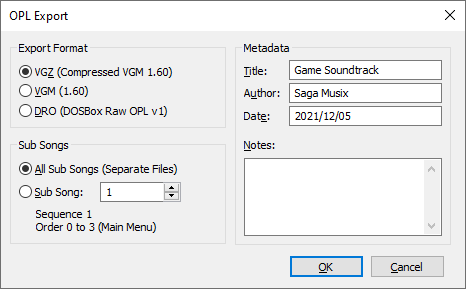 OPL Export
Export Format
VGZ (Compressed VGM 1.60)
VGM (1.60)
DRO (DOSBox Raw OPL v1)
Sub Songs
All Sub Songs (Separate Files)
Sub Song: 1
Sequence 1
Order 0 to 3 (Main Menu)
Metadata
Title: Game Soundtrack
Author: Saga Musix
Date: 2021/12/05
Notes:
OK Cancel